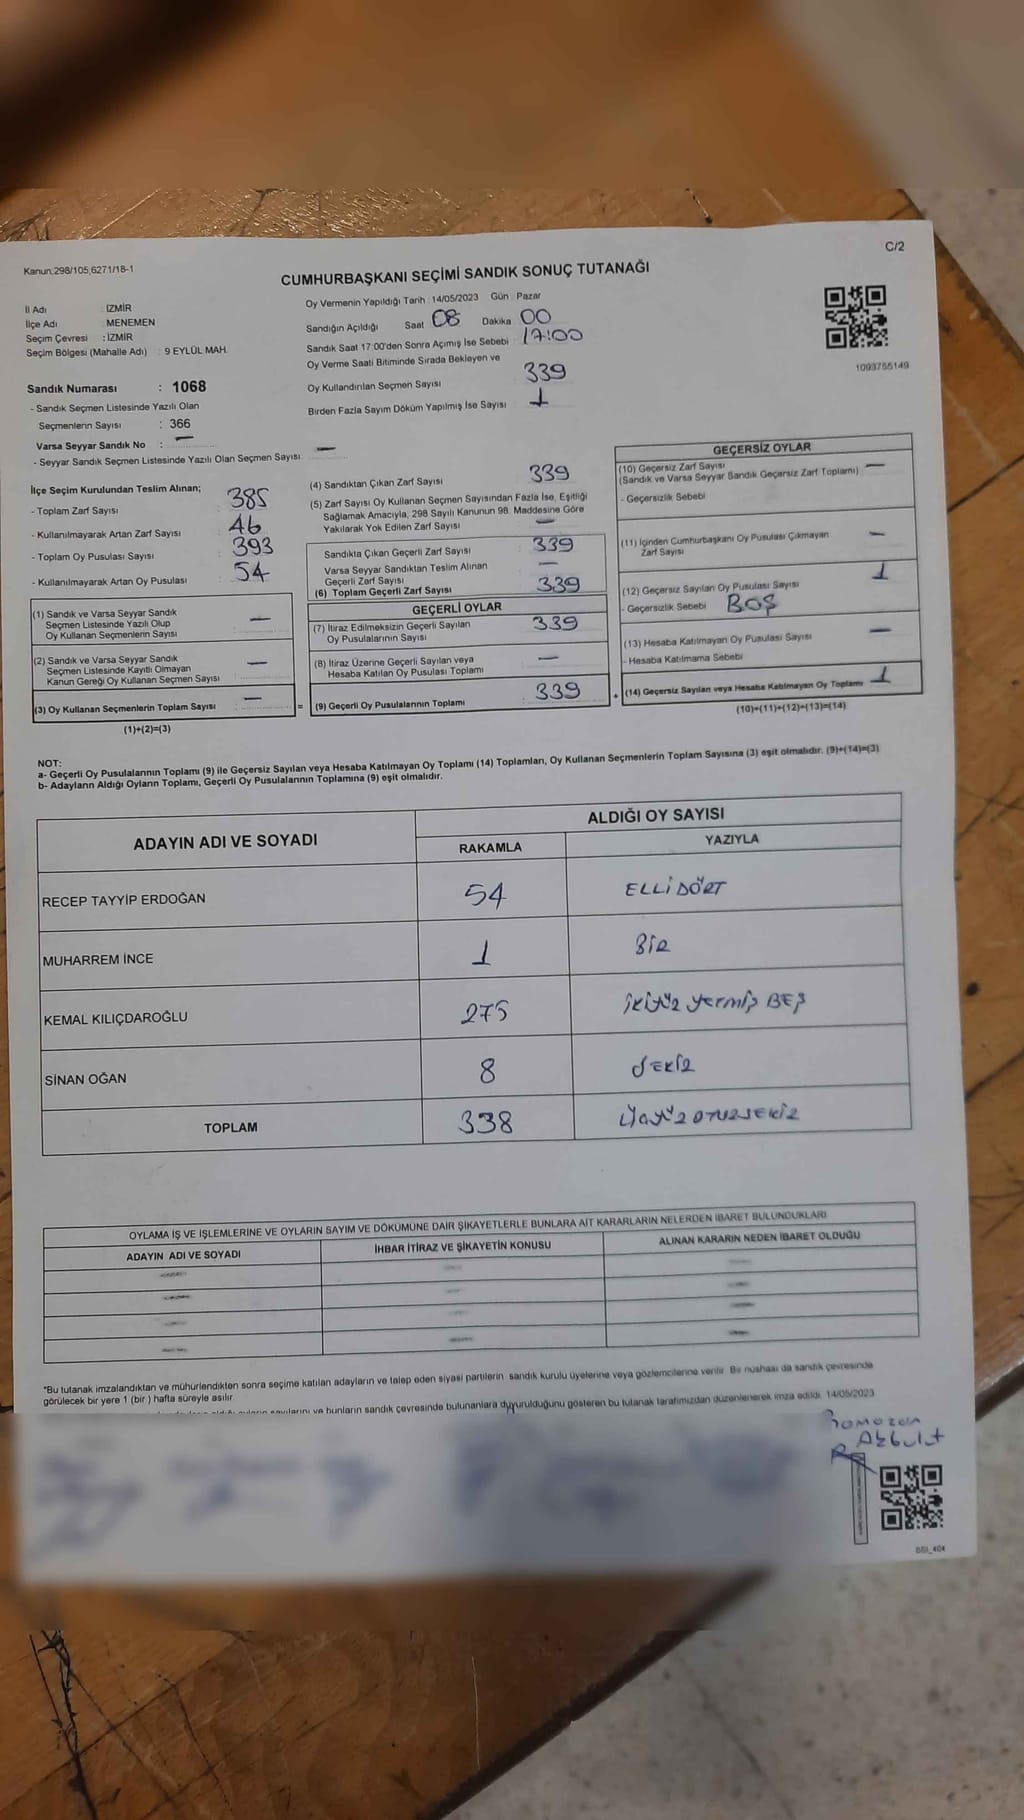 C/2
Kanun.298/105,6271/18-1
CUMHURBAŞKANI SEÇİMİ SANDIK SONUÇ TUTANAĞI
İl Adı : İZMİR
İlçe Adı : MENEMEN
Seçim Çevresi : İZMİR
Seçim Bölgesi (Mahalle Adı) : 9 EYLÜL MAH.
Oy Vermenin Yapıldığı Tarih : 14/05/2023 Gün : Pazar
Sandığın Açıldığı Saat 08 Dakika 00
Sandık Saat 17:00'den Sonra Açılmış İse Sebebi : 17:00
Oy Verme Saati Bitiminde Sırada Bekleyen ve
Oy Kullandırılan Seçmen Sayısı 339
Birden Fazla Sayım Döküm Yapılmış İse Sayısı 1
1093755149
Sandık Numarası : 1068
- Sandık Seçmen Listesinde Yazılı Olan
Seçmenlerin Sayısı : 366
Varsa Seyyar Sandık No : —
- Seyyar Sandık Seçmen Listesinde Yazılı Olan Seçmen Sayısı: —
İlçe Seçim Kurulundan Teslim Alınan;
- Toplam Zarf Sayısı : 385
- Kullanılmayarak Artan Zarf Sayısı : 46
- Toplam Oy Pusulası Sayısı : 393
- Kullanılmayarak Artan Oy Pusulası : 54
(1) Sandık ve Varsa Seyyar Sandık
Seçmen Listesinde Yazılı Olup
Oy Kullanan Seçmenlerin Sayısı : —
(2) Sandık ve Varsa Seyyar Sandık
Seçmen Listesinde Kayıtlı Olmayan
Kanun Gereği Oy Kullanan Seçmen Sayısı : —
(3) Oy Kullanan Seçmenlerin Toplam Sayısı : —
(1)+(2)=(3)
(4) Sandıktan Çıkan Zarf Sayısı 339
(5) Zarf Sayısı Oy Kullanan Seçmen Sayısından Fazla İse, Eşitliği
Sağlamak Amacıyla, 298 Sayılı Kanunun 98. Maddesine Göre
Yakılarak Yok Edilen Zarf Sayısı —
Sandıkta Çıkan Geçerli Zarf Sayısı 339
Varsa Seyyar Sandıktan Teslim Alınan
Geçerli Zarf Sayısı —
(6) Toplam Geçerli Zarf Sayısı 339
GEÇERLİ OYLAR
(7) İtiraz Edilmeksizin Geçerli Sayılan
Oy Pusulalarının Sayısı 339
(8) İtiraz Üzerine Geçerli Sayılan veya
Hesaba Katılan Oy Pusulası Toplamı —
= (9) Geçerli Oy Pusulalarının Toplamı 339
GEÇERSİZ OYLAR
(10) Geçersiz Zarf Sayısı —
(Sandık ve Varsa Seyyar Sandık Geçersiz Zarf Toplamı)
- Geçersizlik Sebebi
(11) İçinden Cumhurbaşkanı Oy Pusulası Çıkmayan
Zarf Sayısı —
(12) Geçersiz Sayılan Oy Pusulası Sayısı 1
- Geçersizlik Sebebi BOŞ
(13) Hesaba Katılmayan Oy Pusulası Sayısı —
- Hesaba Katılmama Sebebi
+ (14) Geçersiz Sayılan veya Hesaba Katılmayan Oy Toplamı 1
(10)+(11)+(12)+(13)=(14)
NOT:
a- Geçerli Oy Pusulalarının Toplamı (9) ile Geçersiz Sayılan veya Hesaba Katılmayan Oy Toplamı (14) Toplamları, Oy Kullanan Seçmenlerin Toplam Sayısına (3) eşit olmalıdır. (9)+(14)=(3)
b- Adayların Aldığı Oyların Toplamı, Geçerli Oy Pusulalarının Toplamına (9) eşit olmalıdır.
ADAYIN ADI VE SOYADI
ALDIĞI OY SAYISI
RAKAMLA YAZIYLA
RECEP TAYYİP ERDOĞAN 54 ELLİ DÖRT
MUHARREM İNCE 1 BİR
KEMAL KILIÇDAROĞLU 275 İKİYÜZ YETMİŞ BEŞ
SİNAN OĞAN 8 SEKİZ
TOPLAM 338 ÜÇYÜZ OTUZSEKİZ
OYLAMA İŞ VE İŞLEMLERİNE VE OYLARIN SAYIM VE DÖKÜMÜNE DAİR ŞİKAYETLERLE BUNLARA AİT KARARLARIN NELERDEN İBARET BULUNDUKLARI
ADAYIN ADI VE SOYADI İHBAR İTİRAZ VE ŞİKAYETİN KONUSU ALINAN KARARIN NEDEN İBARET OLDUĞU
*Bu tutanak imzalandıktan ve mühürlendikten sonra seçime katılan adayların ve talep eden siyasi partilerin sandık kurulu üyelerine veya gözlemcilerine verilir. Bir nüshası da sandık çevresinde
görülecek bir yere 1 (bir ) hafta süreyle asılır.
sayılarını ve bunların sandık çevresinde bulunanlara duyurulduğunu gösteren bu tutanak tarafımızdan düzenlenerek imza edildi. 14/05/2023
Ramazan
Akbulut